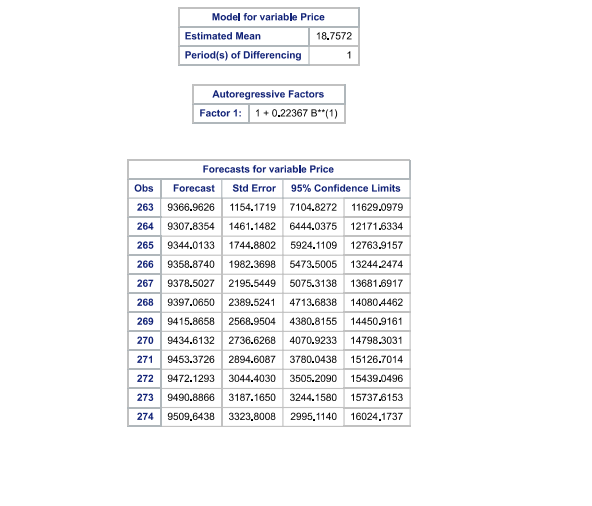 Model for variable Price
Estimated Mean 18.7572
Period(s) of Differencing 1
Autoregressive Factors
Factor 1: 1 + 0.22367 B**(1)
Forecasts for variable Price
Obs Forecast Std Error 95% Confidence Limits
263 9366.9626 1154.1719 7104.8272 11629.0979
264 9307.8354 1461.1482 6444.0375 12171.6334
265 9344.0133 1744.8802 5924.1109 12763.9157
266 9358.8740 1982.3698 5473.5005 13244.2474
267 9378.5027 2195.5449 5075.3138 13681.6917
268 9397.0650 2389.5241 4713.6838 14080.4462
269 9415.8658 2568.9504 4380.8155 14450.9161
270 9434.6132 2736.6268 4070.9233 14798.3031
271 9453.3726 2894.6087 3780.0438 15126.7014
272 9472.1293 3044.4030 3505.2090 15439.0496
273 9490.8866 3187.1650 3244.1580 15737.6153
274 9509.6438 3323.8008 2995.1140 16024.1737